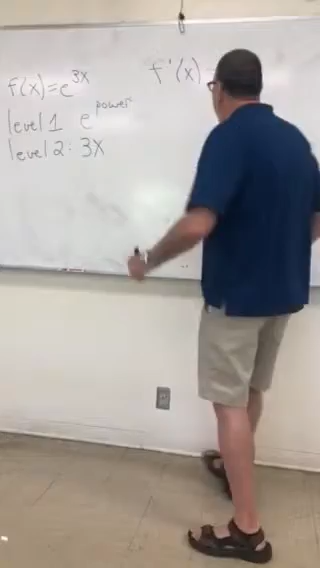 f(x)=e^3x
f'(x)=
level 1 e^power
level 2: 3x